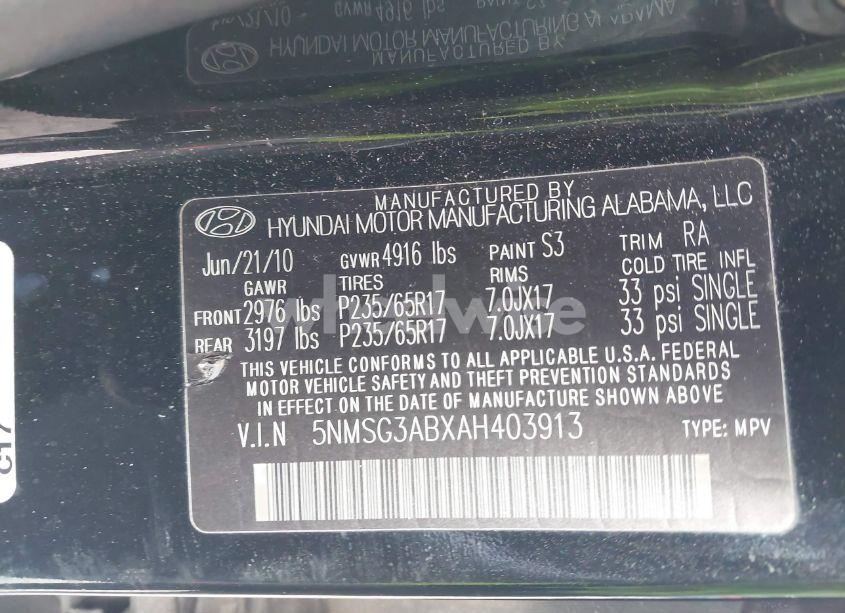 MANUFACTURED BY
HYUNDAI MOTOR MANUFACTURING ALABAMA, LLC
Jun/21/10 GVWR 4916 lbs PAINT S3 TRIM RA
GAWR TIRES RIMS COLD TIRE INFL
FRONT 2976 lbs P235/65R17 7.0JX17 33 psi SINGLE
REAR 3197 lbs P235/65R17 7.0JX17 33 psi SINGLE
THIS VEHICLE CONFORMS TO ALL APPLICABLE U.S.A. FEDERAL
MOTOR VEHICLE SAFETY AND THEFT PREVENTION STANDARDS
IN EFFECT ON THE DATE OF MANUFACTURE SHOWN ABOVE
V.I.N 5NMSG3ABXAH403913 TYPE: MPV
C17